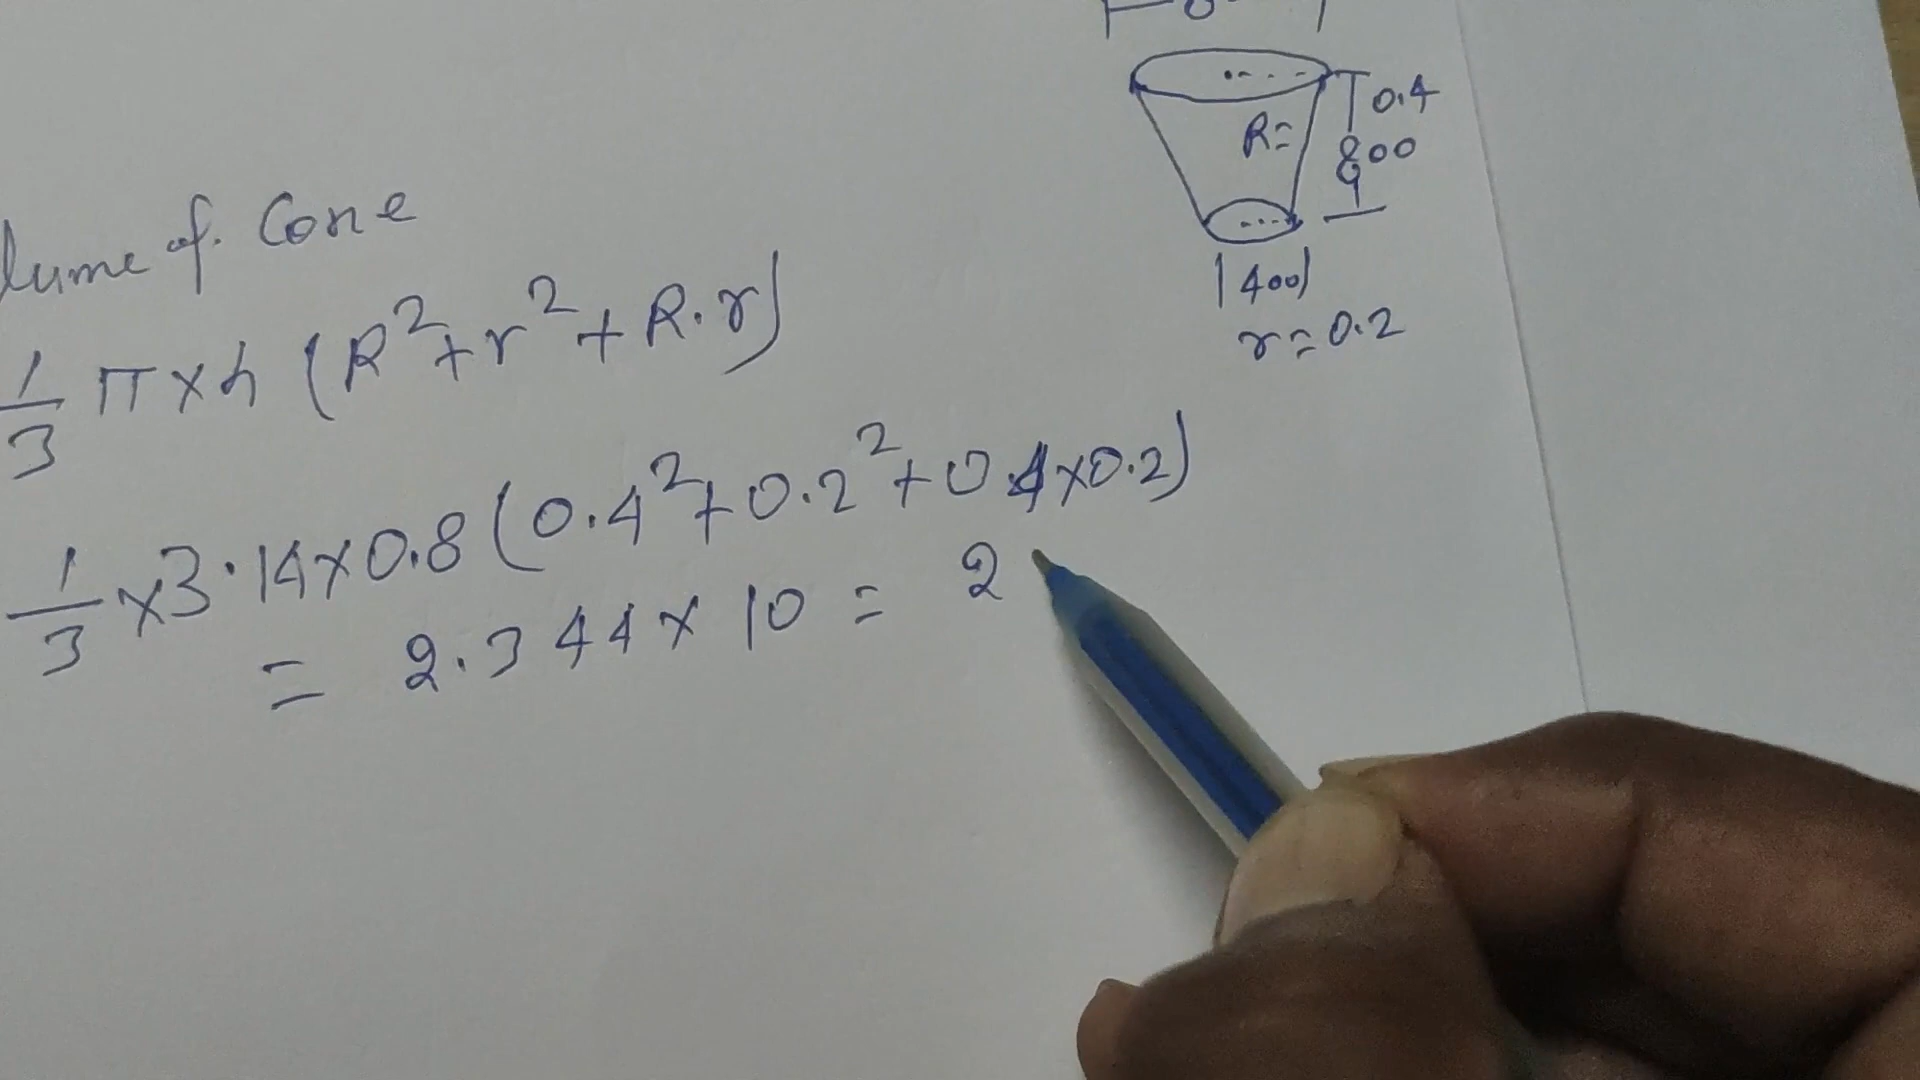 lume of. Cone
1/3 π×h (R²+r²+R.r)
1/3 ×3.14×0.8(0.4²+0.2²+0.4×0.2)
= 2.344×10 = 2
R=
0.4
800
400
r=0.2